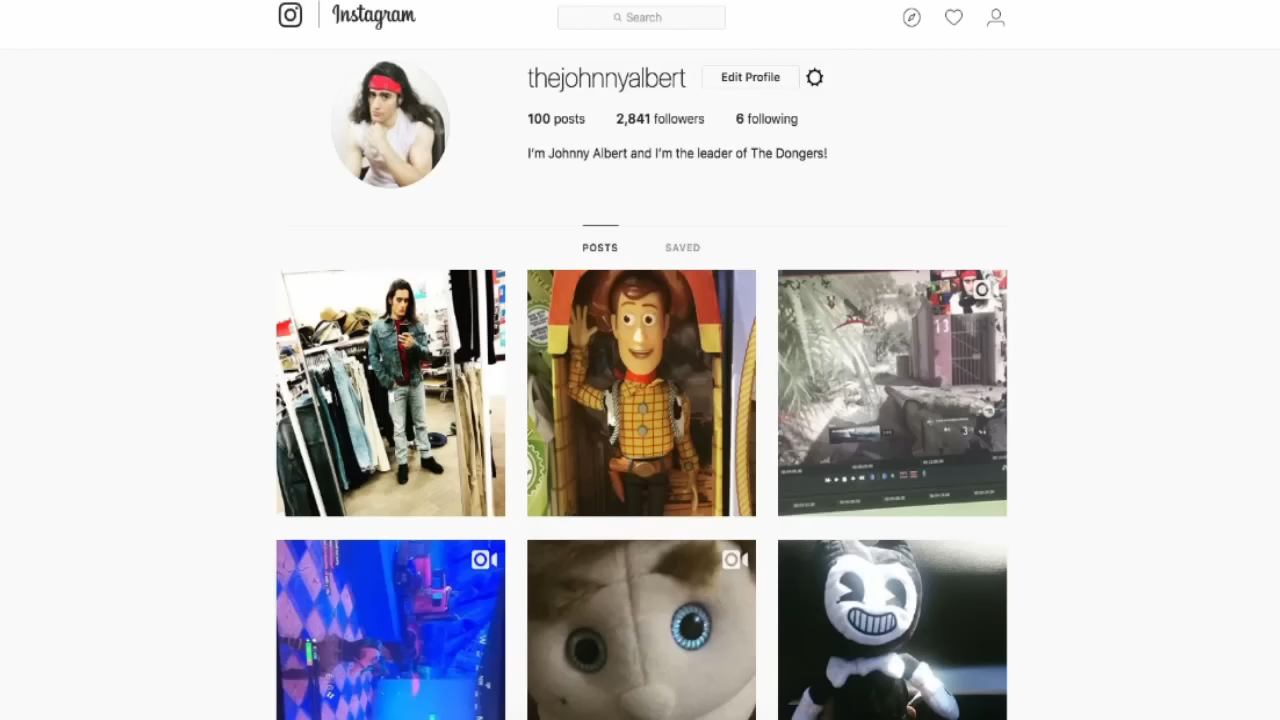 Instagram
Search
thejohnnyalbert
Edit Profile
100 posts 2,841 followers 6 following
I'm Johnny Albert and I'm the leader of The Dongers!
POSTS SAVED
13